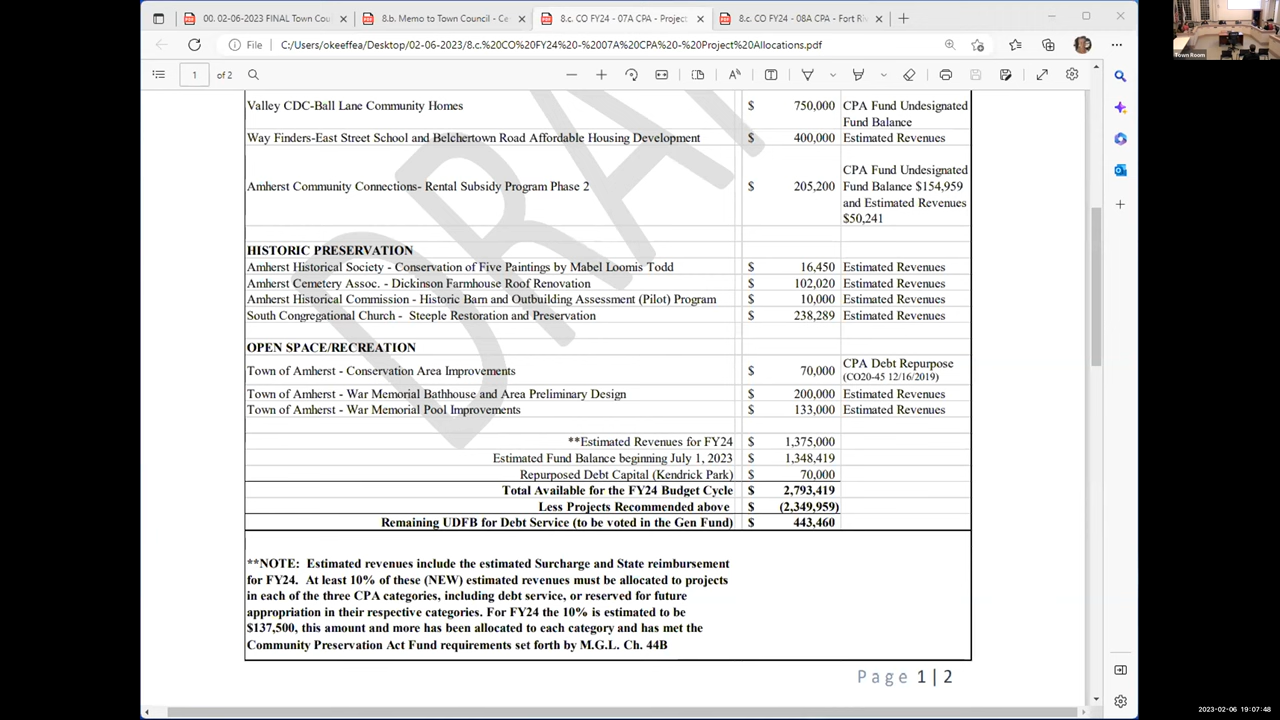 00. 02-06-2023 FINAL Town Cou
8.b. Memo to Town Council - Ce
8.c. CO FY24 - 07A CPA - Project
8.c. CO FY24 - 08A CPA - Fort Riv
File C:/Users/okeeffea/Desktop/02-06-2023/8.c.%20CO%20FY24%20-%2007A%20CPA%20-%20Project%20Allocations.pdf
1 of 2
DRAF
Valley CDC-Ball Lane Community Homes $ 750,000 CPA Fund Undesignated
Fund Balance
Way Finders-East Street School and Belchertown Road Affordable Housing Development $ 400,000 Estimated Revenues
CPA Fund Undesignated
Amherst Community Connections- Rental Subsidy Program Phase 2 $ 205,200 Fund Balance $154,959
and Estimated Revenues
$50,241
HISTORIC PRESERVATION
Amherst Historical Society - Conservation of Five Paintings by Mabel Loomis Todd $ 16,450 Estimated Revenues
Amherst Cemetery Assoc. - Dickinson Farmhouse Roof Renovation $ 102,020 Estimated Revenues
Amherst Historical Commission - Historic Barn and Outbuilding Assessment (Pilot) Program $ 10,000 Estimated Revenues
South Congregational Church - Steeple Restoration and Preservation $ 238,289 Estimated Revenues
OPEN SPACE/RECREATION
Town of Amherst - Conservation Area Improvements $ 70,000 CPA Debt Repurpose
(CO20-45 12/16/2019)
Town of Amherst - War Memorial Bathhouse and Area Preliminary Design $ 200,000 Estimated Revenues
Town of Amherst - War Memorial Pool Improvements $ 133,000 Estimated Revenues
**Estimated Revenues for FY24 $ 1,375,000
Estimated Fund Balance beginning July 1, 2023 $ 1,348,419
Repurposed Debt Capital (Kendrick Park) $ 70,000
Total Available for the FY24 Budget Cycle $ 2,793,419
Less Projects Recommended above $ (2,349,959)
Remaining UDFB for Debt Service (to be voted in the Gen Fund) $ 443,460
**NOTE: Estimated revenues include the estimated Surcharge and State reimbursement
for FY24. At least 10% of these (NEW) estimated revenues must be allocated to projects
in each of the three CPA categories, including debt service, or reserved for future
appropriation in their respective categories. For FY24 the 10% is estimated to be
$137,500, this amount and more has been allocated to each category and has met the
Community Preservation Act Fund requirements set forth by M.G.L. Ch. 44B
Page 1 | 2
Town Room
2023-02-06 19:07:48